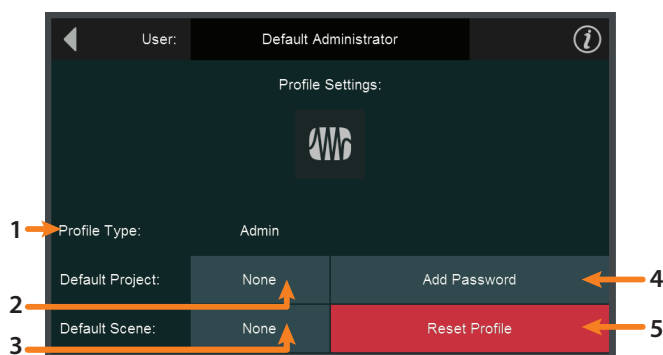 User: Default Administrator i
Profile Settings:
1 Profile Type: Admin
Default Project: None Add Password 4
2
Default Scene: None Reset Profile 5
3